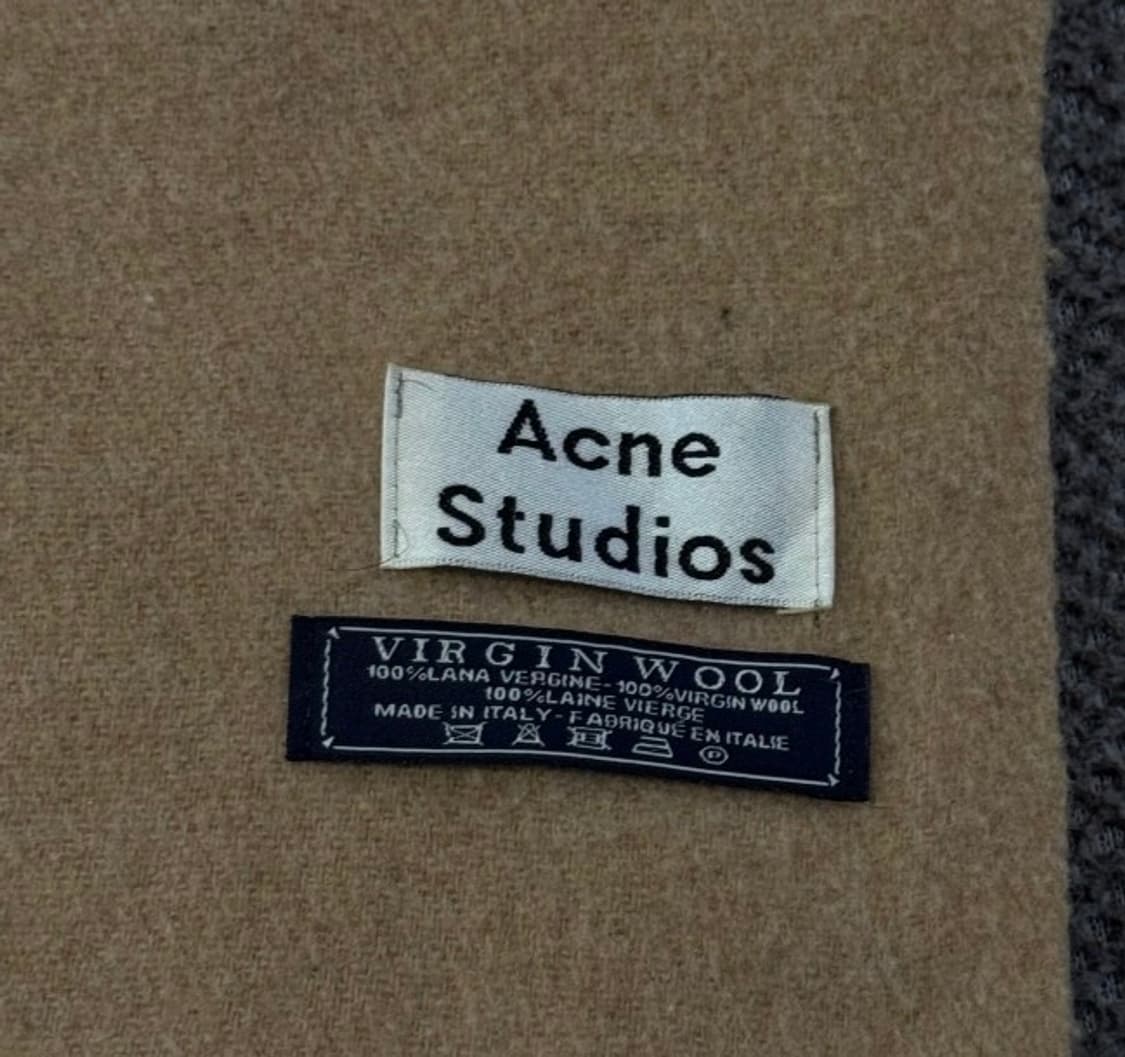 Acne
Studios
VIRGIN WOOL
100%LANA VERGINE-100%VIRGIN WOOL
100%LAINE VIERGE
MADE IN ITALY-FABRIQUÉ EN ITALIE
P